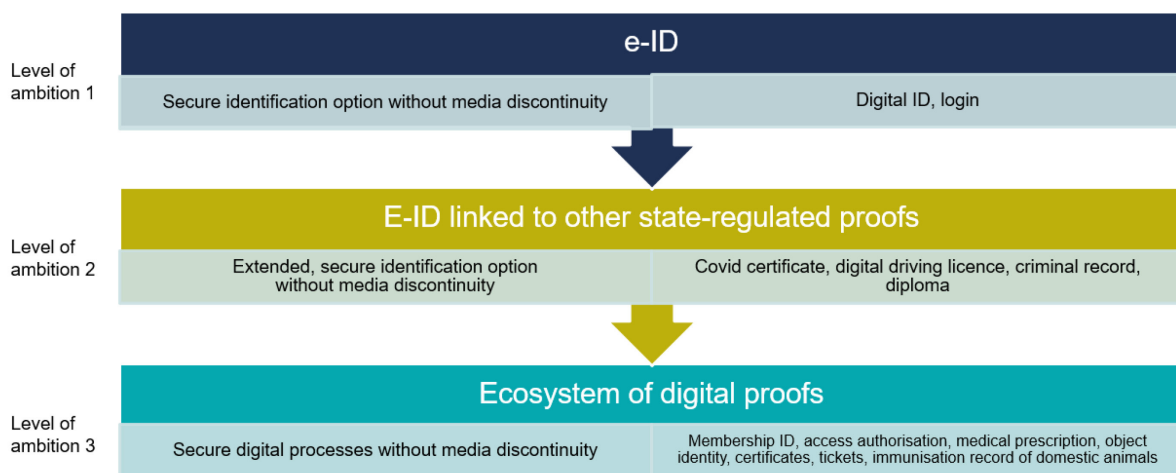 e-ID
Level of
ambition 1
Secure identification option without media discontinuity
Digital ID, login
E-ID linked to other state-regulated proofs
Level of
ambition 2
Extended, secure identification option
without media discontinuity
Covid certificate, digital driving licence, criminal record,
diploma
Ecosystem of digital proofs
Level of
ambition 3
Secure digital processes without media discontinuity
Membership ID, access authorisation, medical prescription, object
identity, certificates, tickets, immunisation record of domestic animals